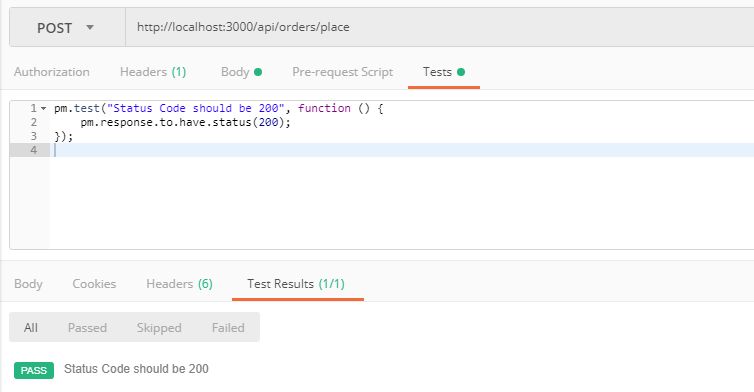 POST http://localhost:3000/api/orders/place
Authorization Headers (1) Body Pre-request Script Tests
1 pm.test("Status Code should be 200", function () {
2 pm.response.to.have.status(200);
3 });
4
Body Cookies Headers (6) Test Results (1/1)
All Passed Skipped Failed
PASS Status Code should be 200